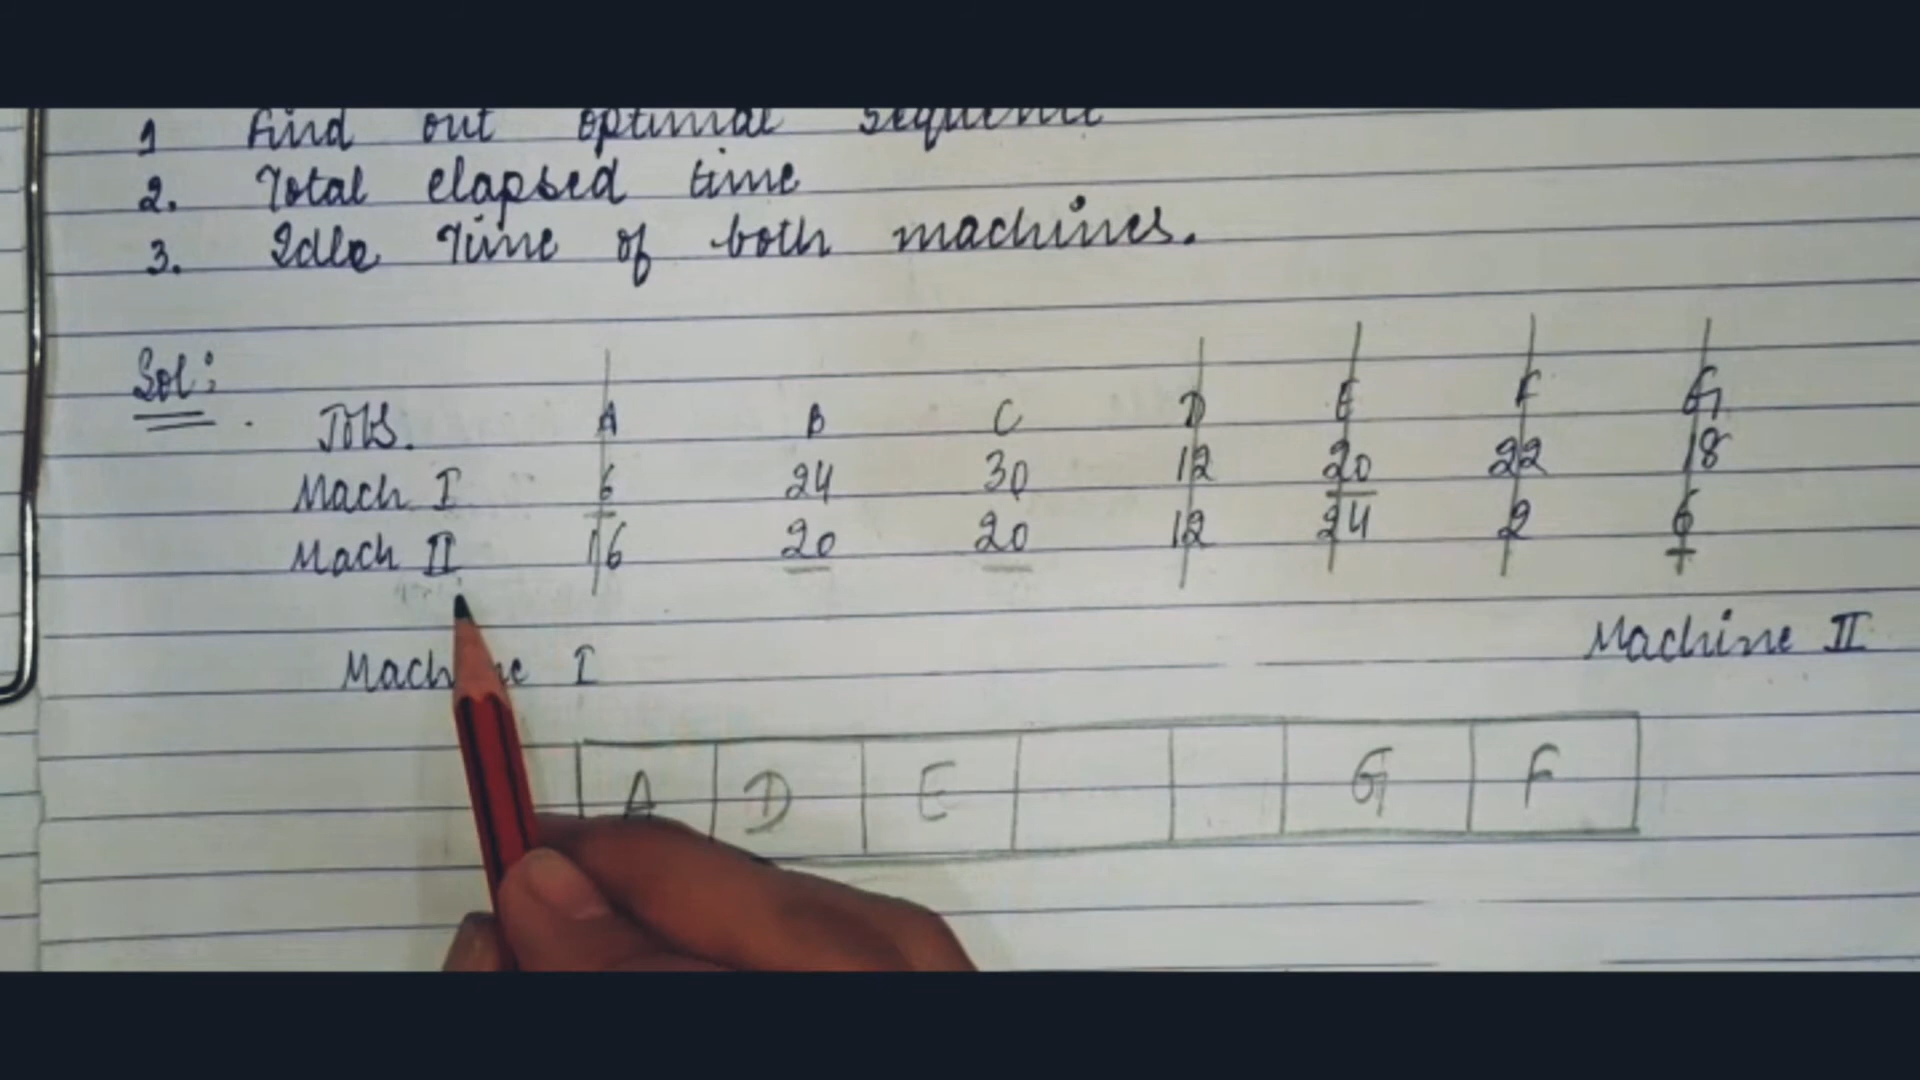 1 Find out optimal sequence
2. Total elapsed time
3. Idle Time of both machines.
Sol:
Jobs. A B C D E F G
Mach I 6 24 30 12 20 22 18
Mach II 16 20 20 12 24 2 6
Machine I Machine II
A D E G F